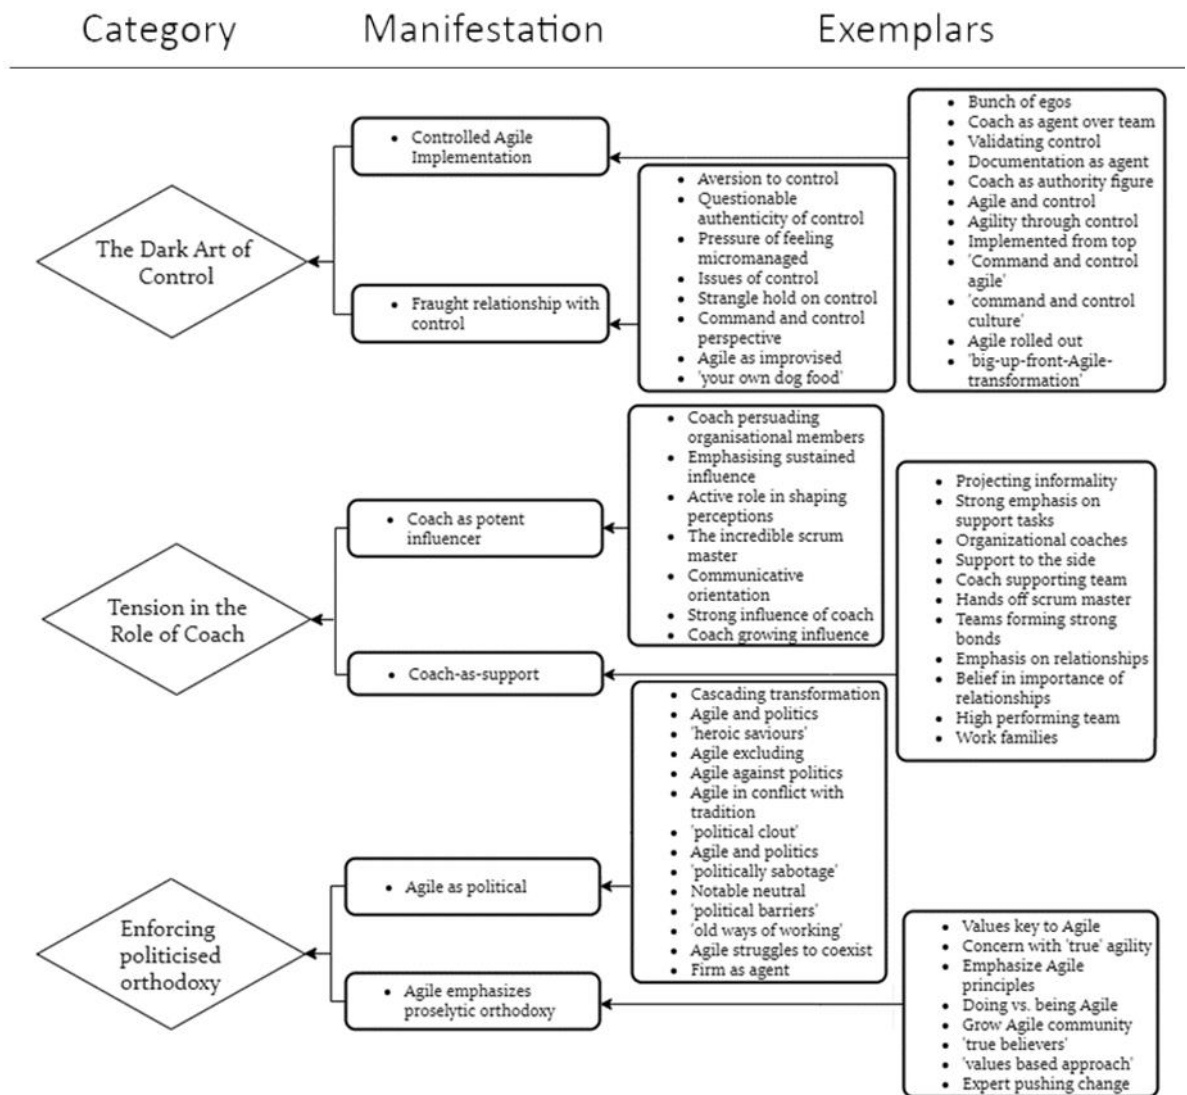 Category Manifestation Exemplars
The Dark Art of
Control
• Controlled Agile
Implementation
• Fraught relationship with
control
• Aversion to control
• Questionable
authenticity of control
• Pressure of feeling
micromanaged
• Issues of control
• Strangle hold on control
• Command and control
perspective
• Agile as improvised
• 'your own dog food'
• Bunch of egos
• Coach as agent over team
• Validating control
• Documentation as agent
• Coach as authority figure
• Agile and control
• Agility through control
• Implemented from top
• 'Command and control
agile'
• 'command and control
culture'
• Agile rolled out
• 'big-up-front-Agile-
transformation'
Tension in the
Role of Coach
• Coach as potent
influencer
• Coach-as-support
• Coach persuading
organisational members
• Emphasising sustained
influence
• Active role in shaping
perceptions
• The incredible scrum
master
• Communicative
orientation
• Strong influence of coach
• Coach growing influence
• Projecting informality
• Strong emphasis on
support tasks
• Organizational coaches
• Support to the side
• Coach supporting team
• Hands off scrum master
• Teams forming strong
bonds
• Emphasis on relationships
• Belief in importance of
relationships
• High performing team
• Work families
Enforcing
politicised
orthodoxy
• Agile as political
• Agile emphasizes
proselytic orthodoxy
• Cascading transformation
• Agile and politics
• 'heroic saviours'
• Agile excluding
• Agile against politics
• Agile in conflict with
tradition
• 'political clout'
• Agile and politics
• 'politically sabotage'
• Notable neutral
• 'political barriers'
• 'old ways of working'
• Agile struggles to coexist
• Firm as agent
• Values key to Agile
• Concern with 'true' agility
• Emphasize Agile
principles
• Doing vs. being Agile
• Grow Agile community
• 'true believers'
• 'values based approach'
• Expert pushing change